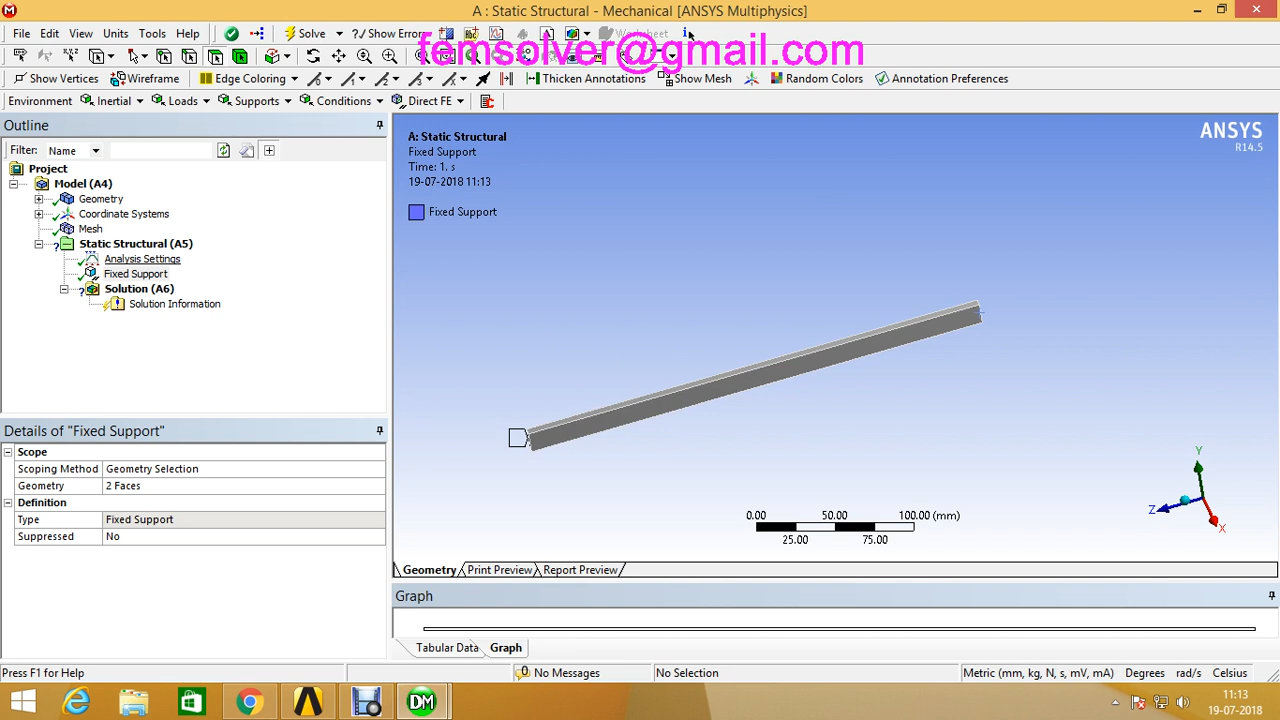 A : Static Structural - Mechanical [ANSYS Multiphysics]
File Edit View Units Tools Help Solve Show Errors Worksheet
femsolver@gmail.com
Show Vertices Wireframe Edge Coloring Thicken Annotations Show Mesh Random Colors Annotation Preferences
Environment Inertial Loads Supports Conditions Direct FE
Outline
Filter: Name
Project
Model (A4)
Geometry
Coordinate Systems
Mesh
Static Structural (A5)
Analysis Settings
Fixed Support
Solution (A6)
Solution Information
Details of "Fixed Support"
Scope
Scoping Method Geometry Selection
Geometry 2 Faces
Definition
Type Fixed Support
Suppressed No
A: Static Structural
Fixed Support
Time: 1. s
19-07-2018 11:13
Fixed Support
ANSYS
R14.5
Y
Z
X
0.00 50.00 100.00 (mm)
25.00 75.00
Geometry Print Preview Report Preview
Graph
Tabular Data Graph
Press F1 for Help 0 No Messages No Selection Metric (mm, kg, N, s, mV, mA) Degrees rad/s Celsius
DM
11:13
19-07-2018